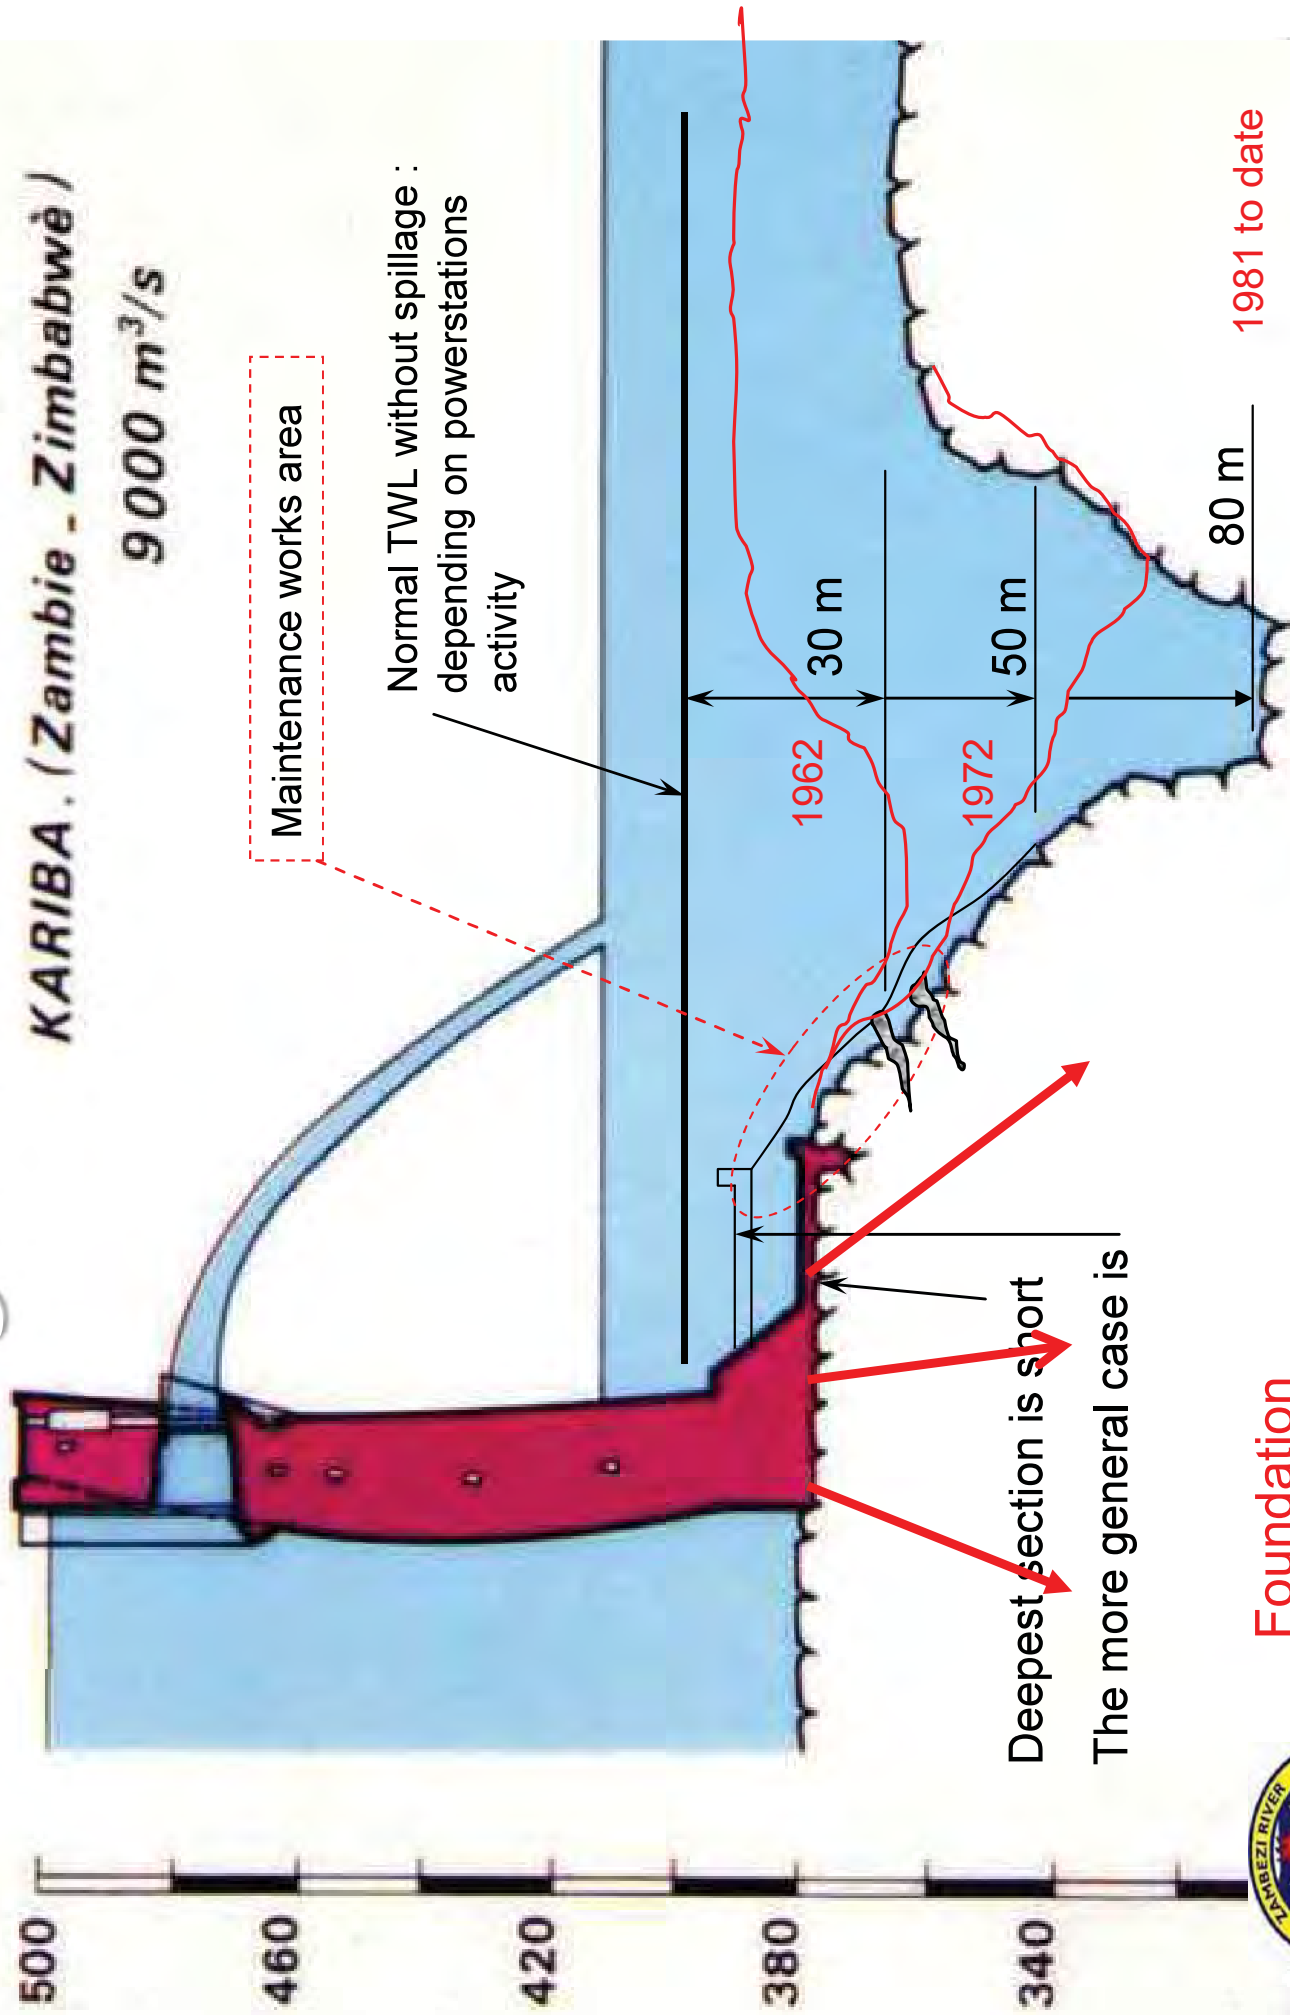 KARIBA. (Zambie - Zimbabwè)
9000 m³/s
Maintenance works area
Normal TWL without spillage :
depending on powerstations
activity
1962
30 m
1972
50 m
80 m
1981 to date
Deepest section is short
The more general case is
Foundation
500
460
420
380
340
ZAMBEZI RIVER